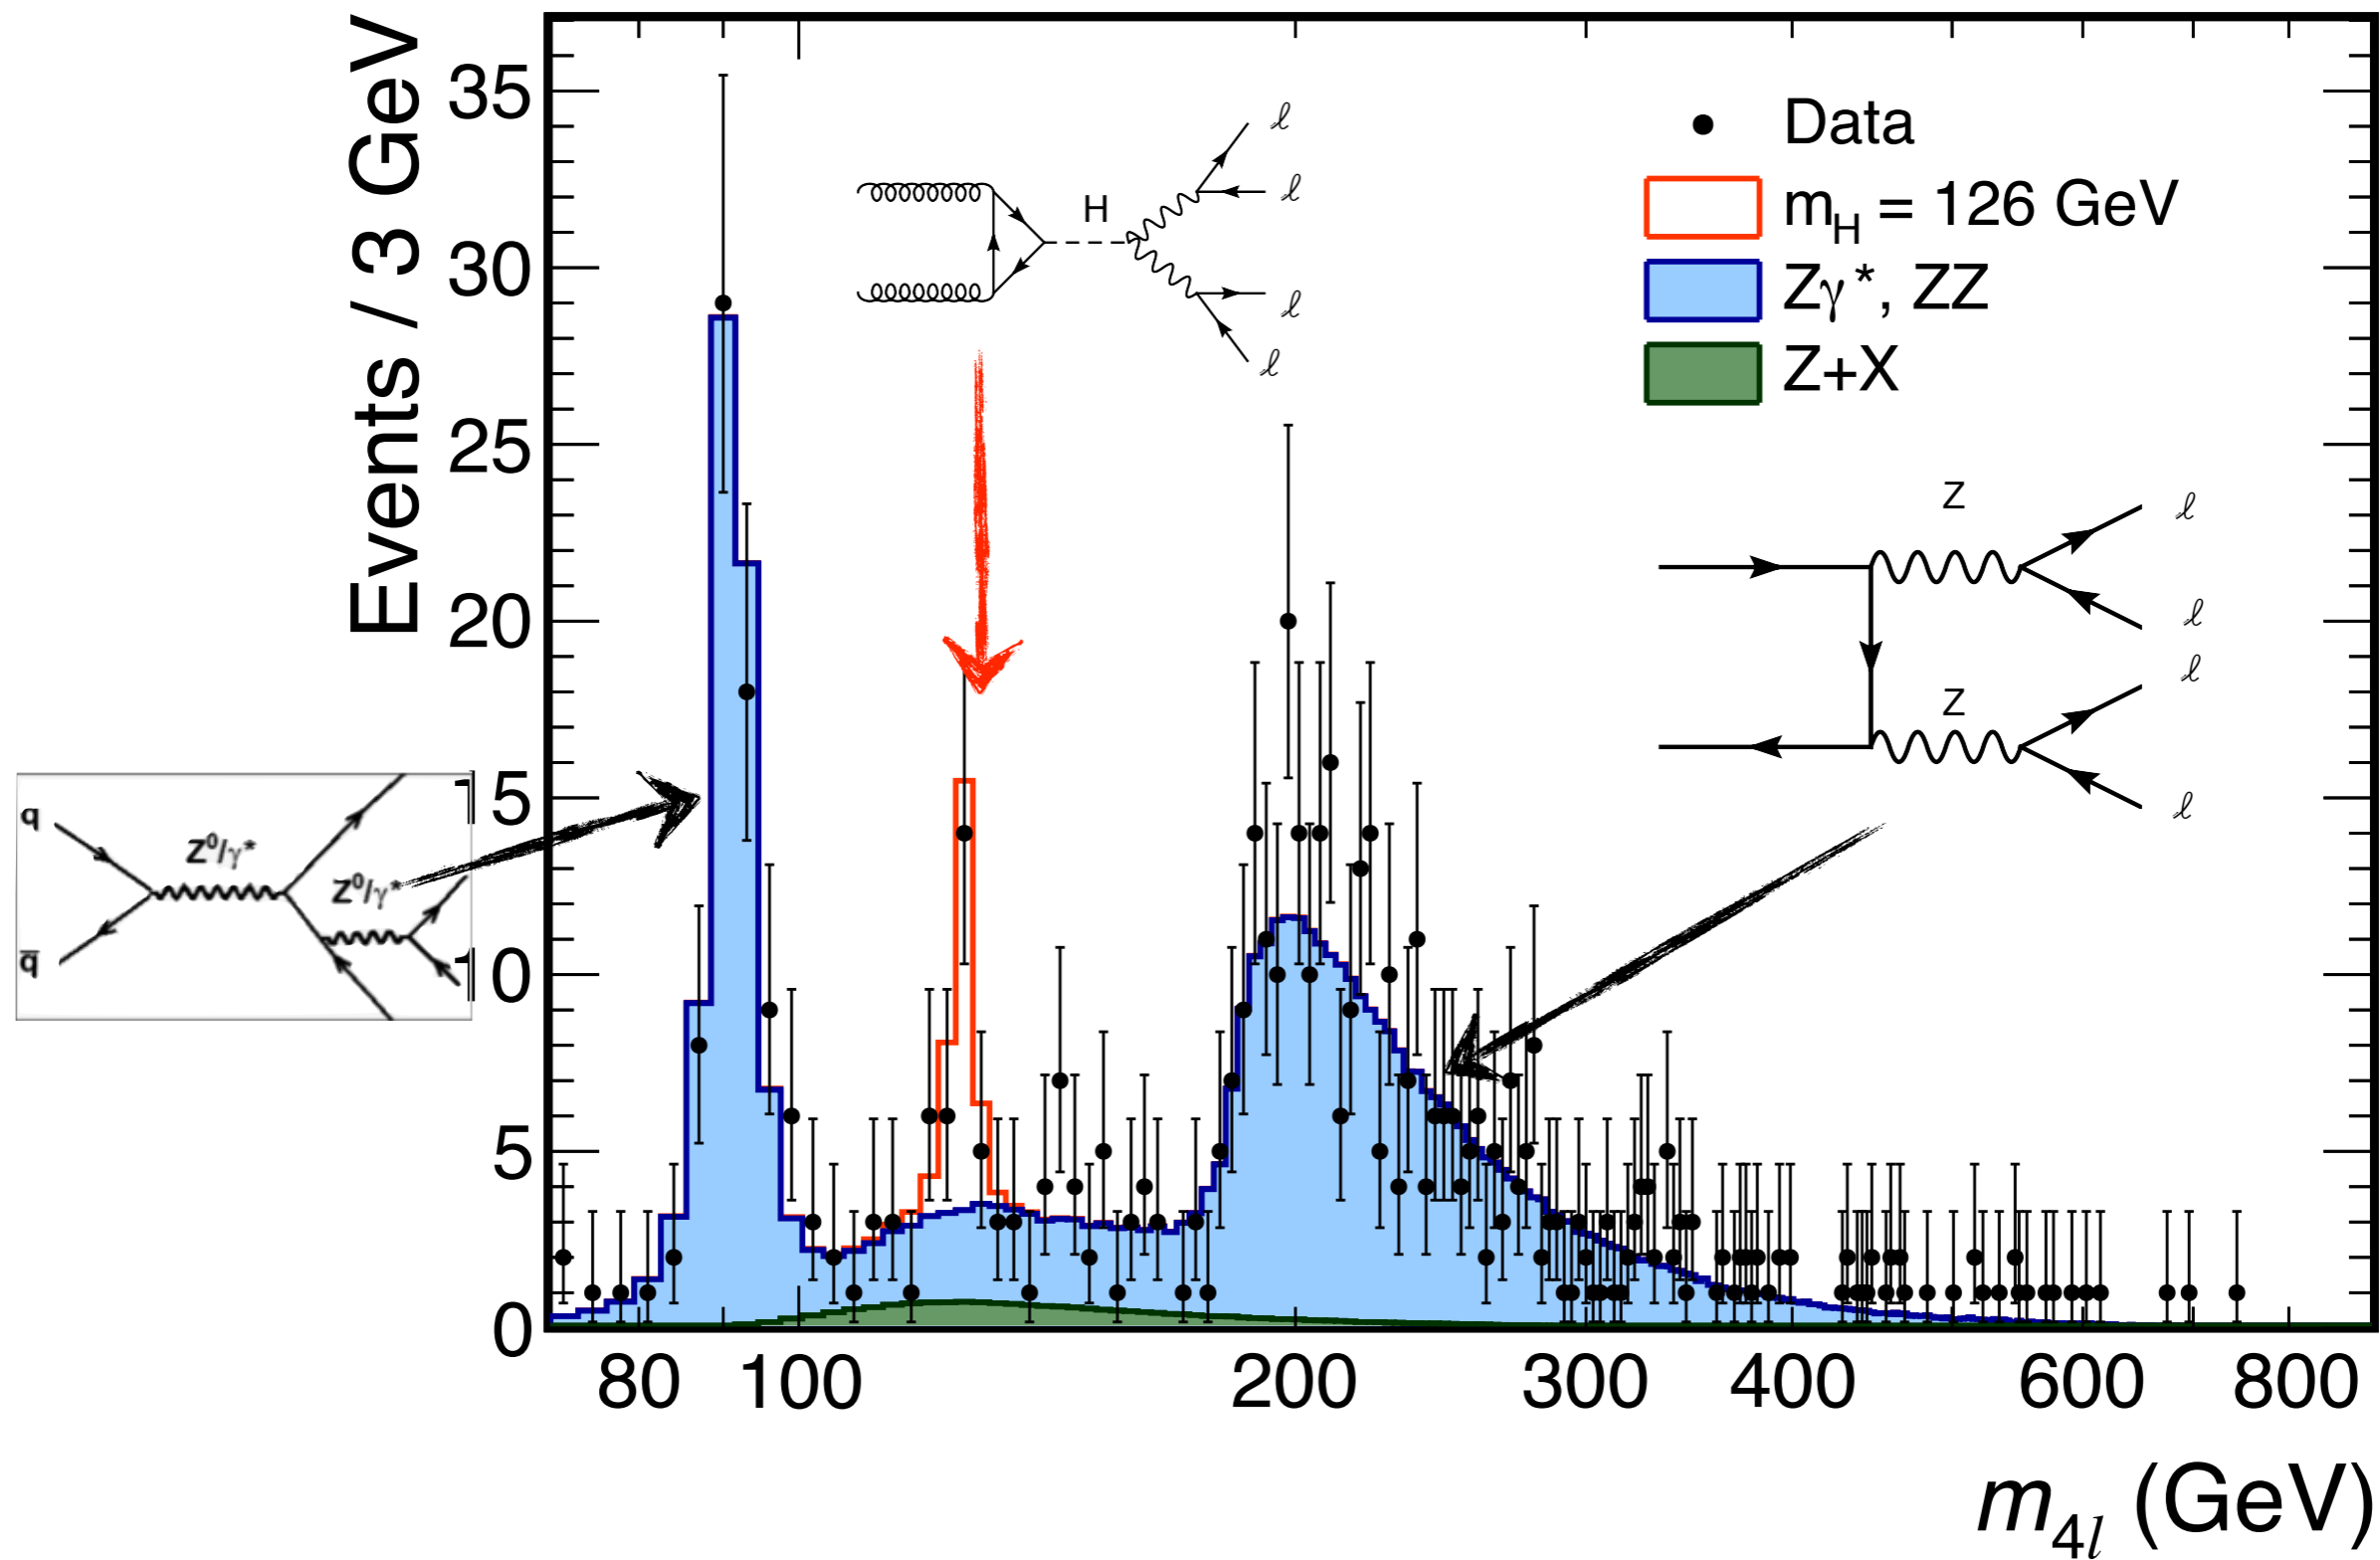 Events / 3 GeV
35
30
25
20
15
10
5
0
80 100 200 300 400 600 800
m4l (GeV)
Data
mH = 126 GeV
Zγ*, ZZ
Z+X
H
ℓ
ℓ
ℓ
ℓ
Z
ℓ
ℓ
Z
ℓ
ℓ
q
Z0/γ*
Z0/γ*
q̅